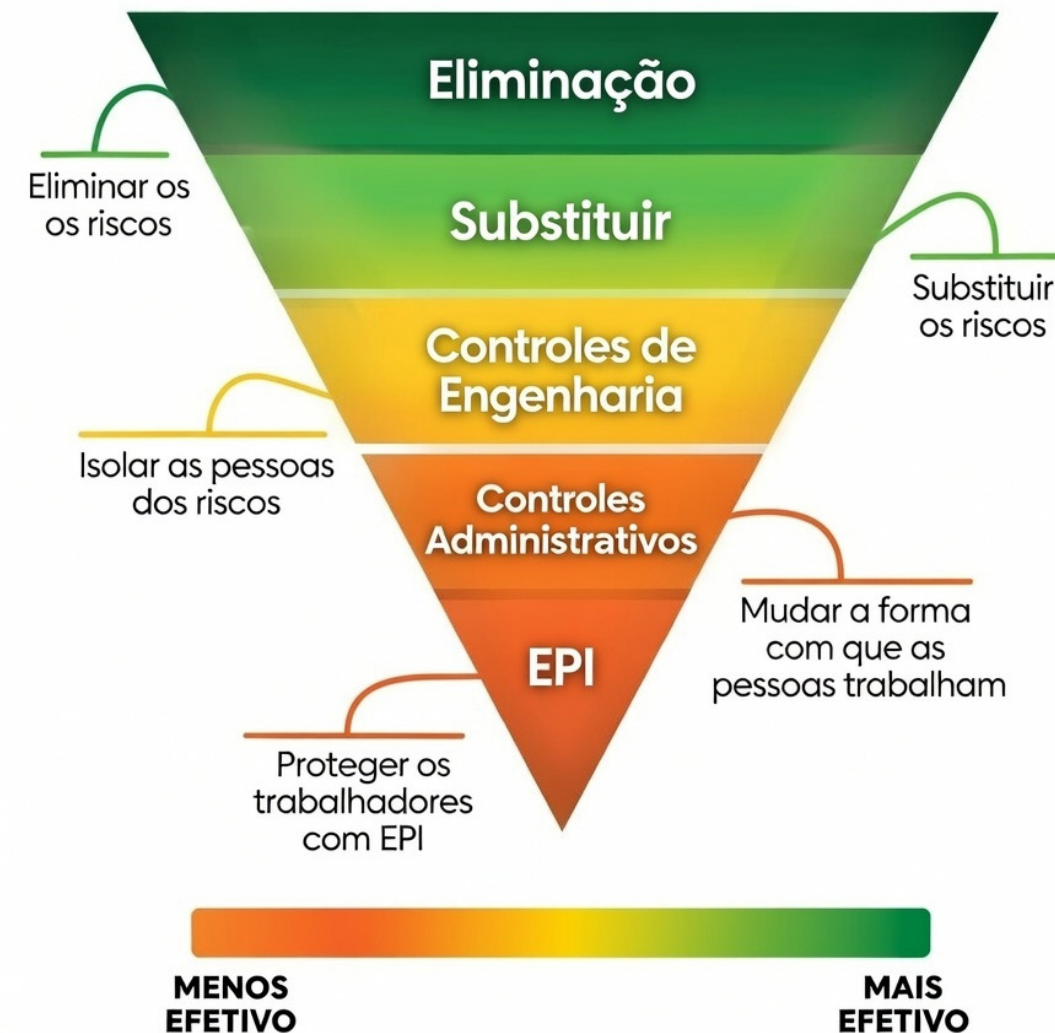 Eliminação
Eliminar os
os riscos
Substituir
Substituir
os riscos
Controles de
Engenharia
Isolar as pessoas
dos riscos
Controles
Administrativos
Mudar a forma
com que as
pessoas trabalham
EPI
Proteger os
trabalhadores
com EPI
MENOS
EFETIVO
MAIS
EFETIVO